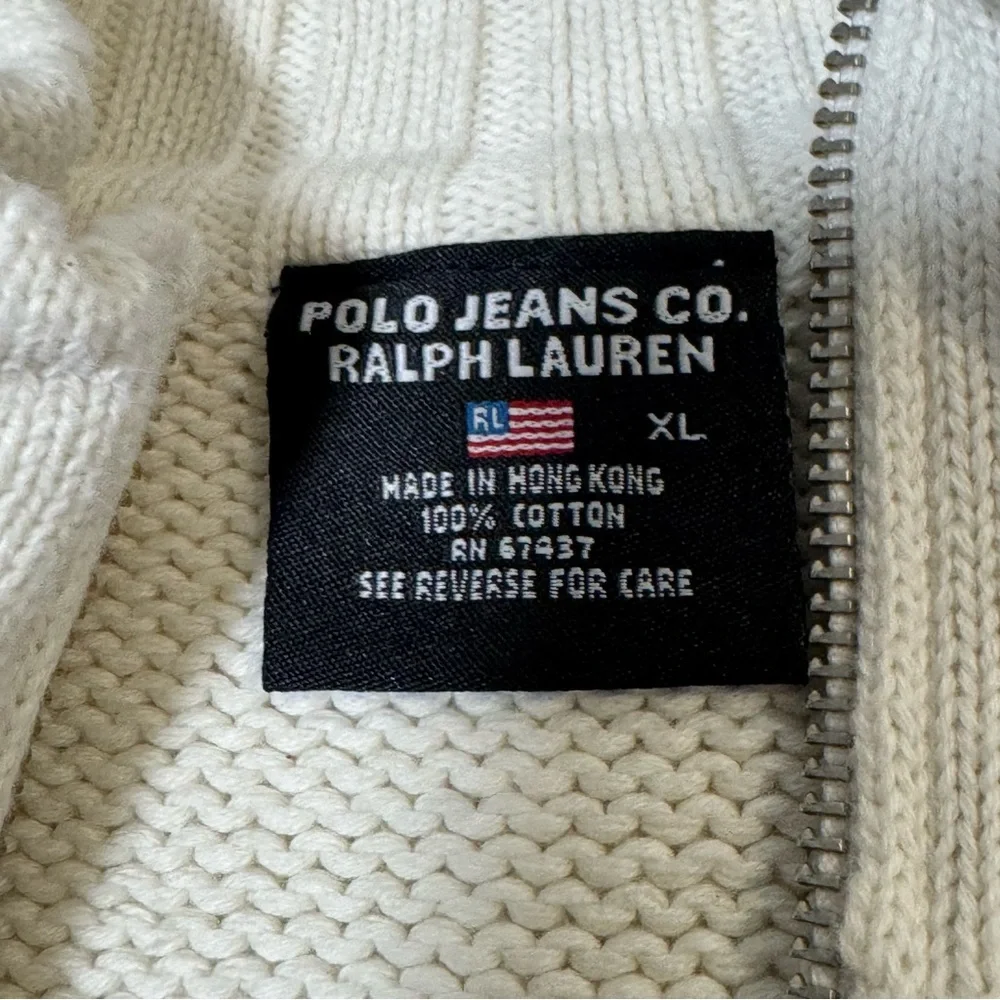 POLO JEANS CO.
RALPH LAUREN
RL
XL
MADE IN HONG KONG
100% COTTON
RN 67437
SEE REVERSE FOR CARE